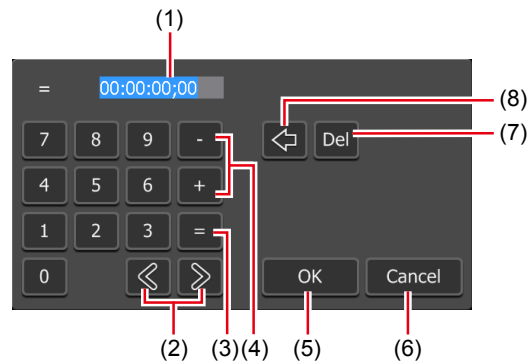 (1)
= 00:00:00;00
(8)
7 8 9 - Del (7)
4 5 6 +
1 2 3 =
0 OK Cancel
(2) (3) (4) (5) (6)